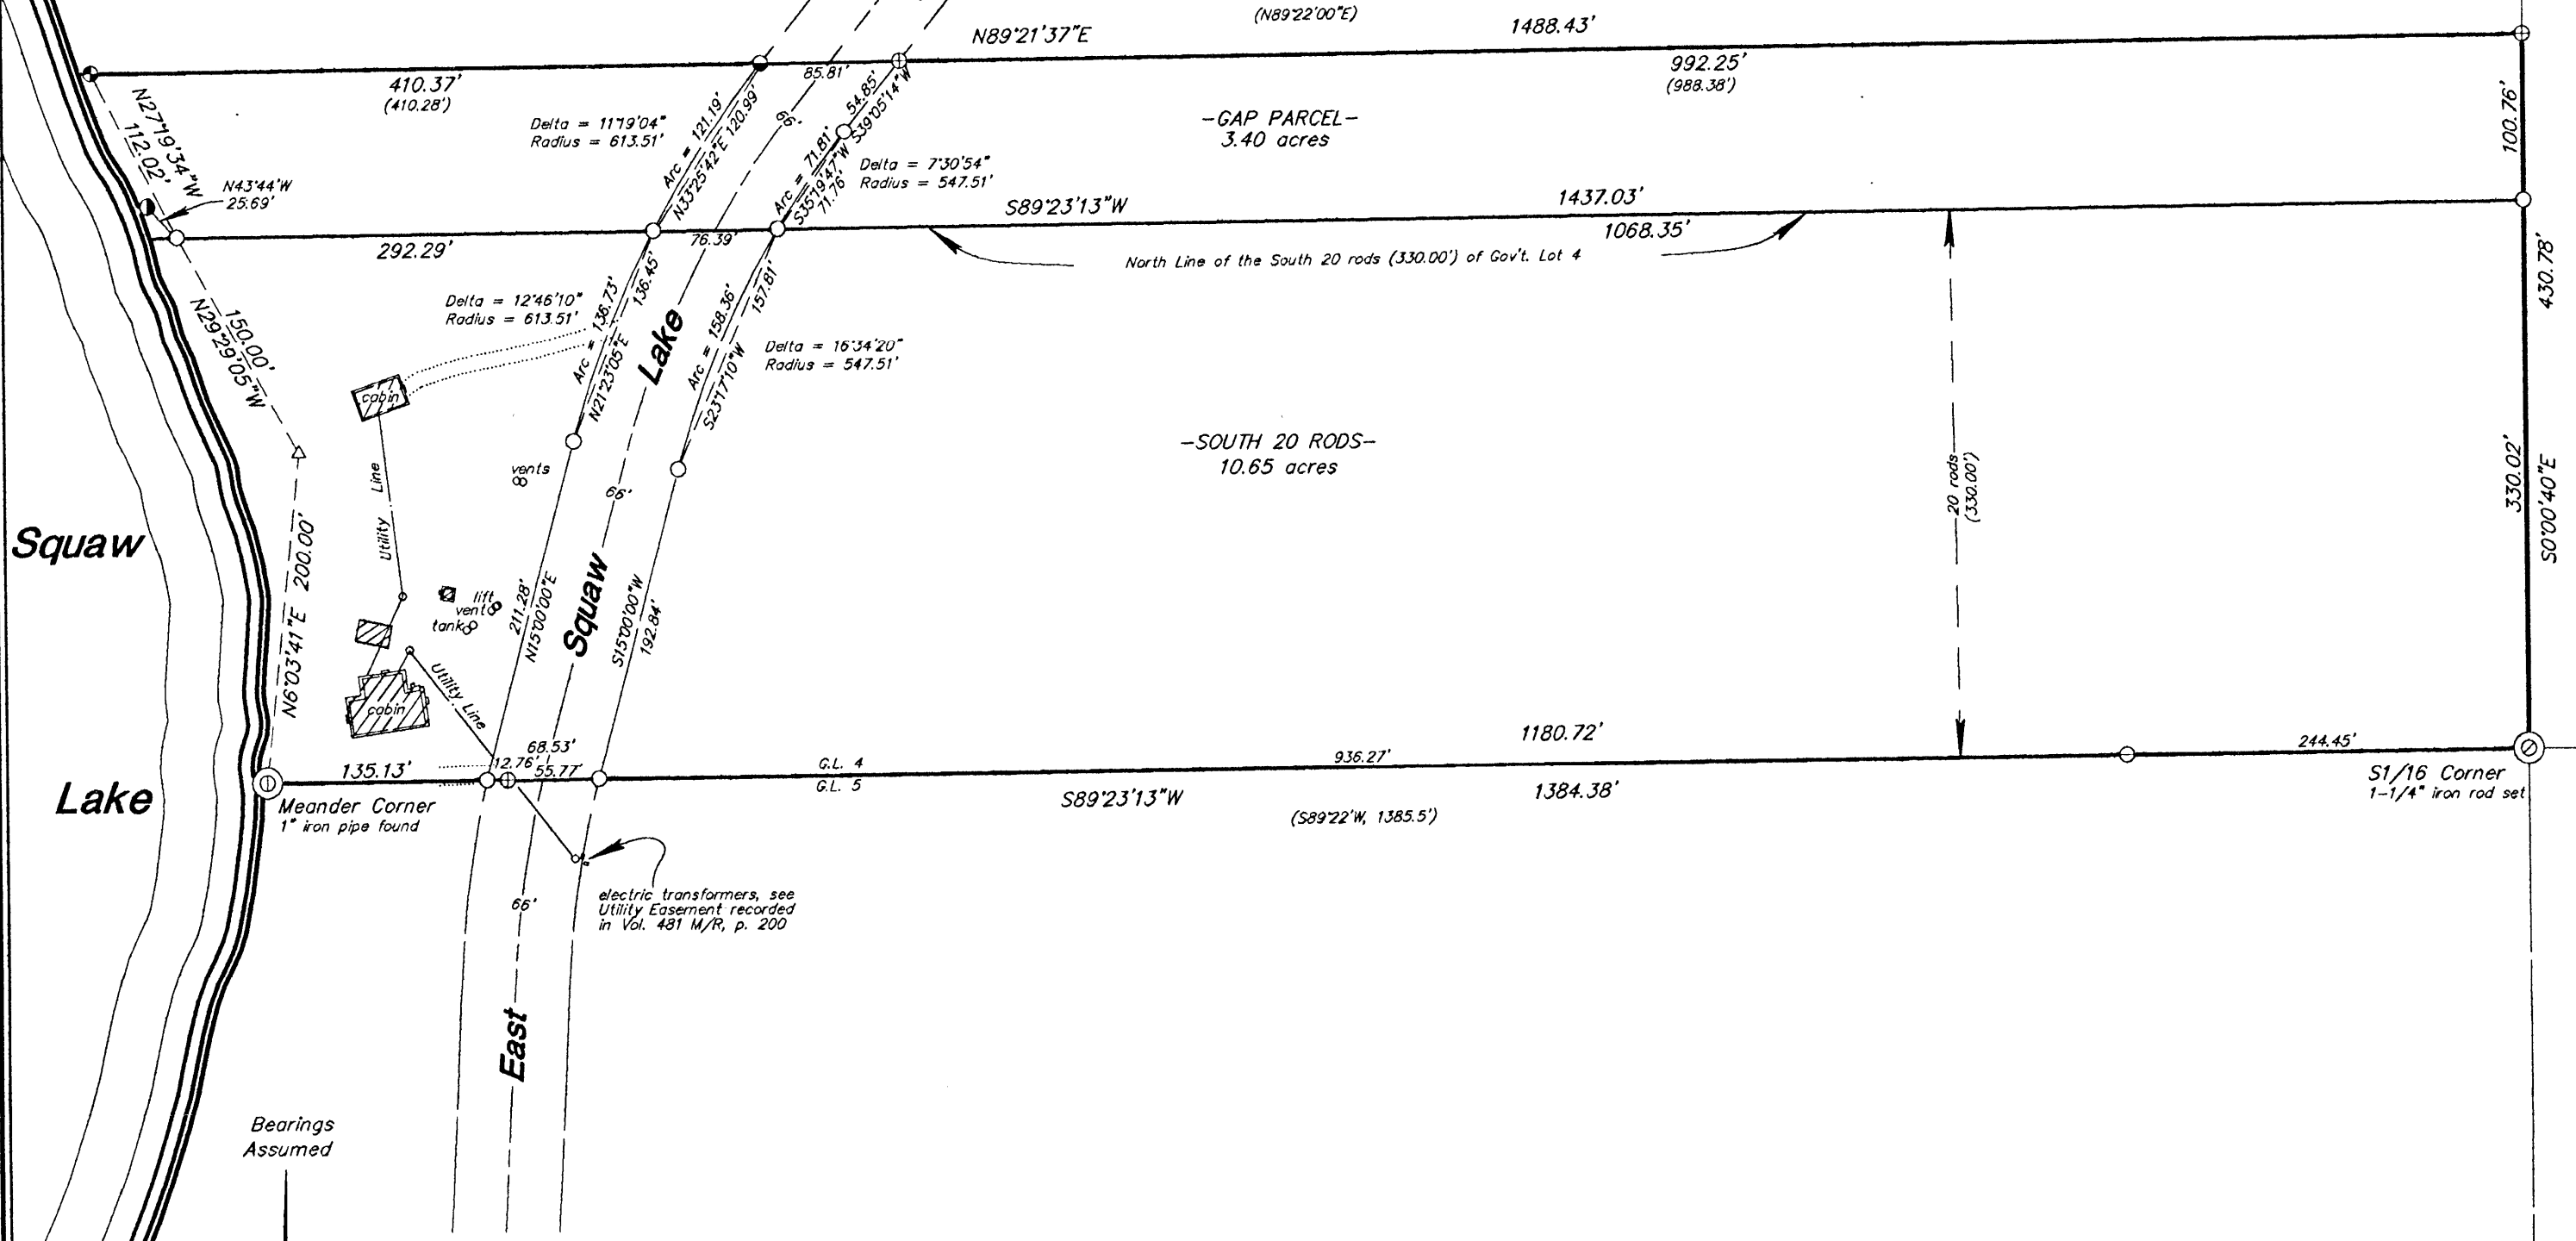 (N89°22'00"E)
N89°21'37"E
1488.43'
410.37'
(410.28')
85.81'
992.25'
(988.38')
N27°19'34"W
112.02'
N43°44'W
25.69'
Delta = 11°19'04"
Radius = 613.51'
Arc = 121.19'
N33°25'42"E 120.99'
66'
54.85'
S39°05'14"W
Arc = 71.81'
S35°19'47"W
71.76'
Delta = 7°30'54"
Radius = 547.51'
-GAP PARCEL-
3.40 acres
100.76'
S89°23'13"W
1437.03'
292.29'
76.39'
1068.35'
North Line of the South 20 rods (330.00') of Gov't. Lot 4
430.78'
150.00'
N29°29'05"W
Delta = 12°46'10"
Radius = 613.51'
Arc = 136.73'
136.45'
N21°23'05"E
Lake
Arc = 158.36'
157.81'
S23°17'10"W
Delta = 16°34'20"
Radius = 547.51'
cabin
Utility Line
vents
66'
-SOUTH 20 RODS-
10.65 acres
20 rods
(330.00')
330.02'
S0°00'40"E
Squaw
Lake
N6°03'41"E 200.00'
lift
vent
tank
211.28'
N15°00'00"E
Squaw
S15°00'00"W
192.84'
cabin
Utility Line
135.13'
12.76'
68.53'
55.77'
G.L. 4
G.L. 5
936.27'
1180.72'
244.45'
Meander Corner
1" iron pipe found
S89°23'13"W
1384.38'
(S89°22'W, 1385.5')
S1/16 Corner
1-1/4" iron rod set
electric transformers, see
Utility Easement recorded
in Vol. 481 M/R, p. 200
66'
East
Bearings
Assumed